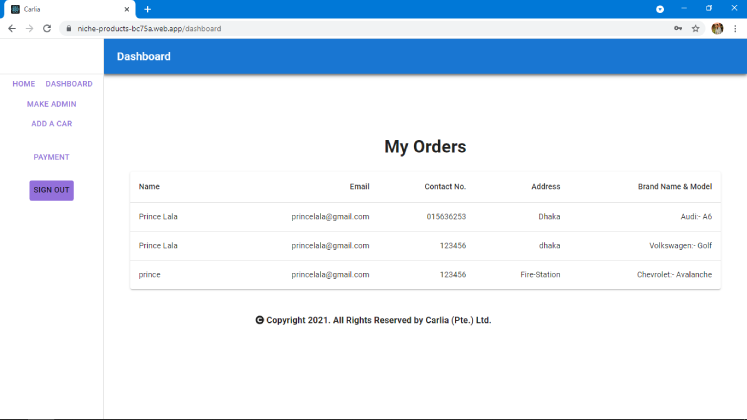 Carlia
niche-products-bc75a.web.app/dashboard
Dashboard
HOME DASHBOARD
MAKE ADMIN
ADD A CAR
PAYMENT
SIGN OUT
My Orders
Name Email Contact No. Address Brand Name & Model
Prince Lala princelala@gmail.com 015636253 Dhaka Audi:- A6
Prince Lala princelala@gmail.com 123456 dhaka Volkswagen:- Golf
prince princelala@gmail.com 123456 Fire-Station Chevrolet:- Avalanche
© Copyright 2021. All Rights Reserved by Carlia (Pte.) Ltd.